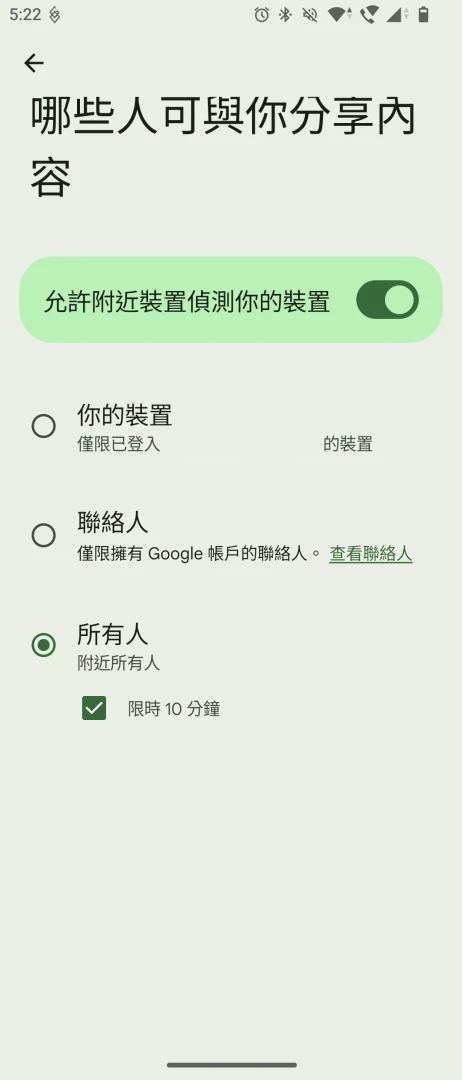 5:22
哪些人可與你分享內
容
允許附近裝置偵測你的裝置
你的裝置
僅限已登入 的裝置
聯絡人
僅限擁有 Google 帳戶的聯絡人。 查看聯絡人
所有人
附近所有人
限時 10 分鐘